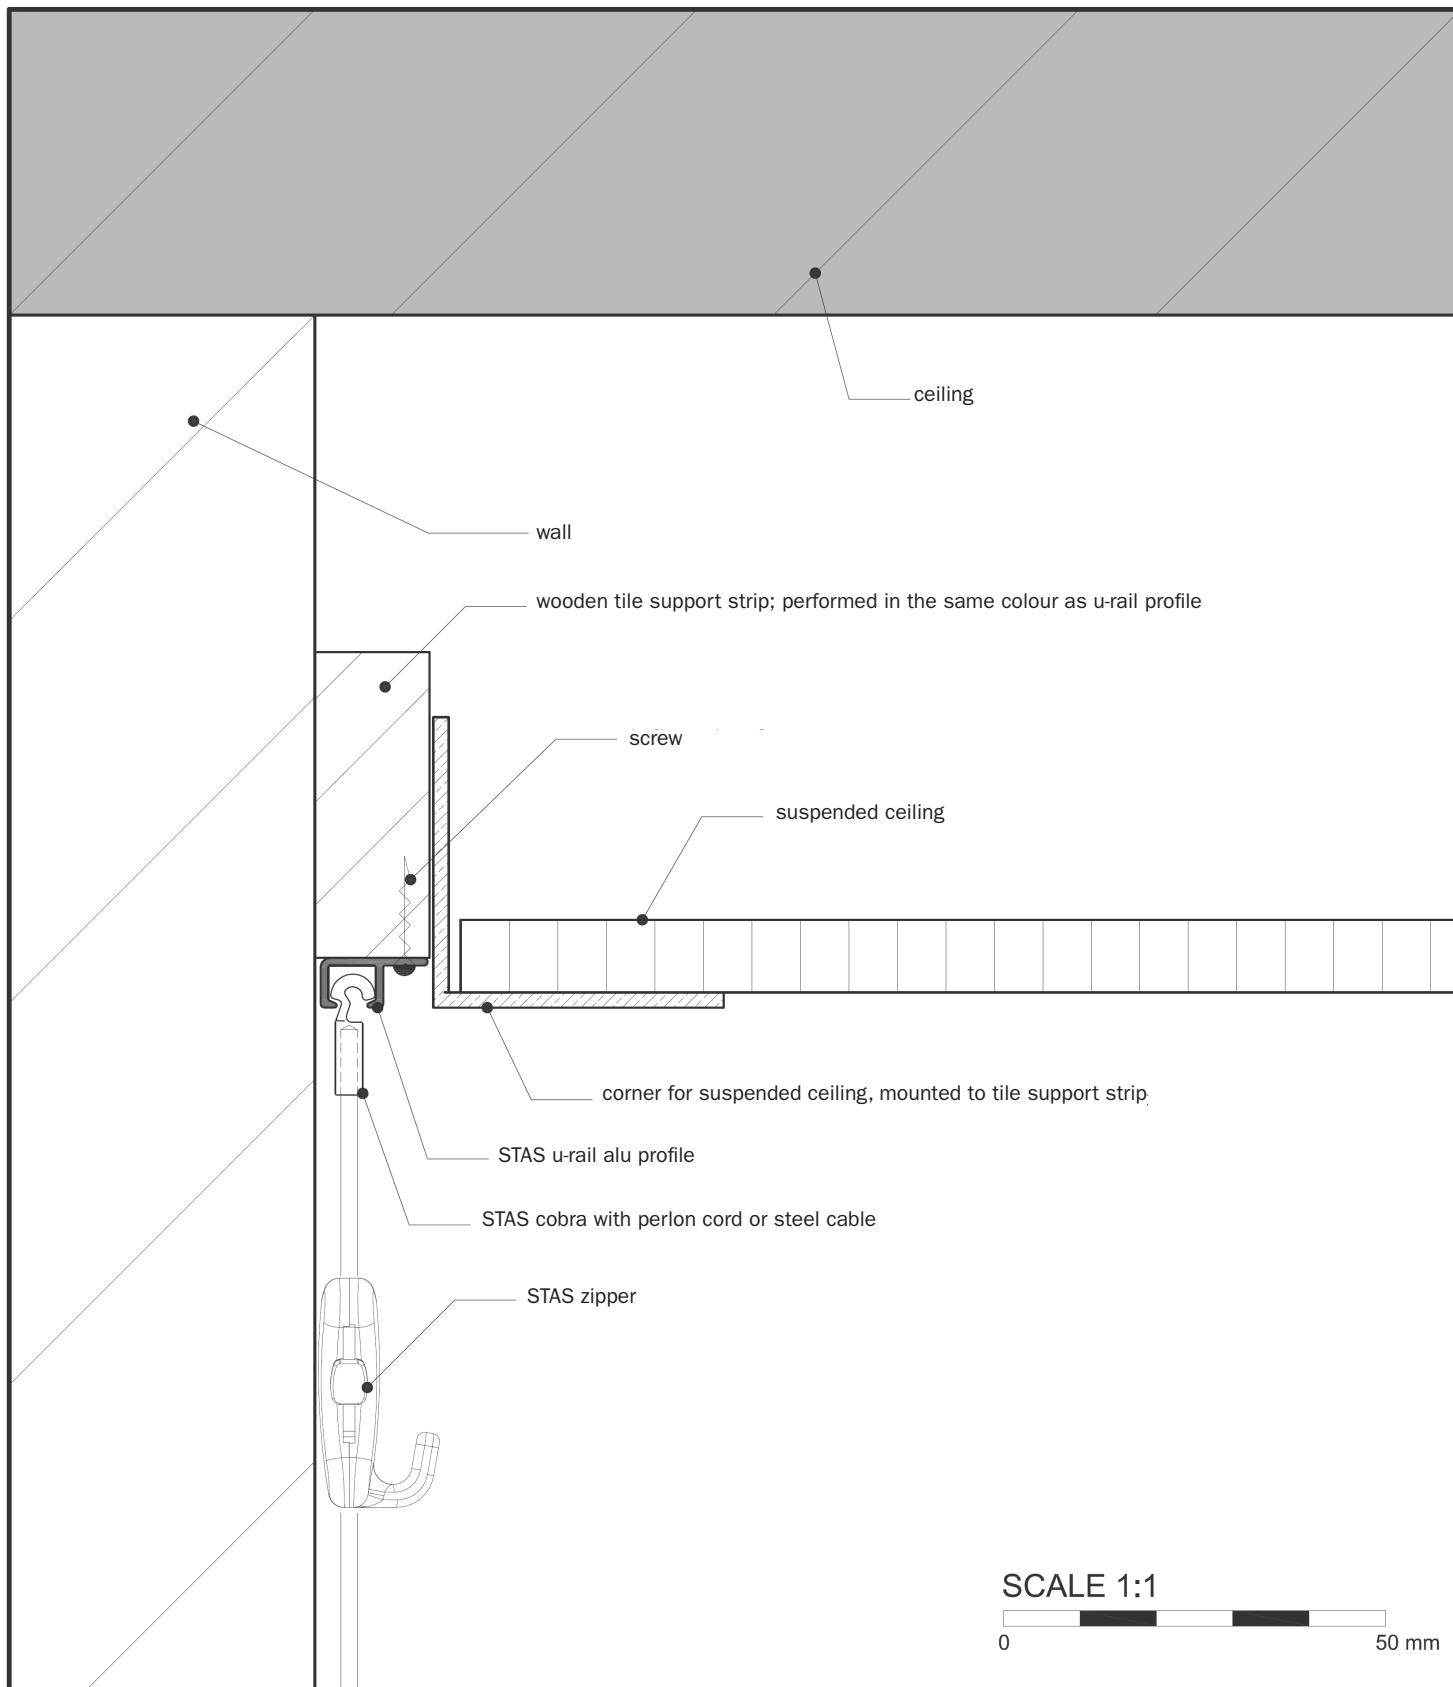 ceiling
wall
wooden tile support strip; performed in the same colour as u-rail profile
screw
suspended ceiling
corner for suspended ceiling, mounted to tile support strip
STAS u-rail alu profile
STAS cobra with perlon cord or steel cable
STAS zipper
SCALE 1:1
0 50 mm